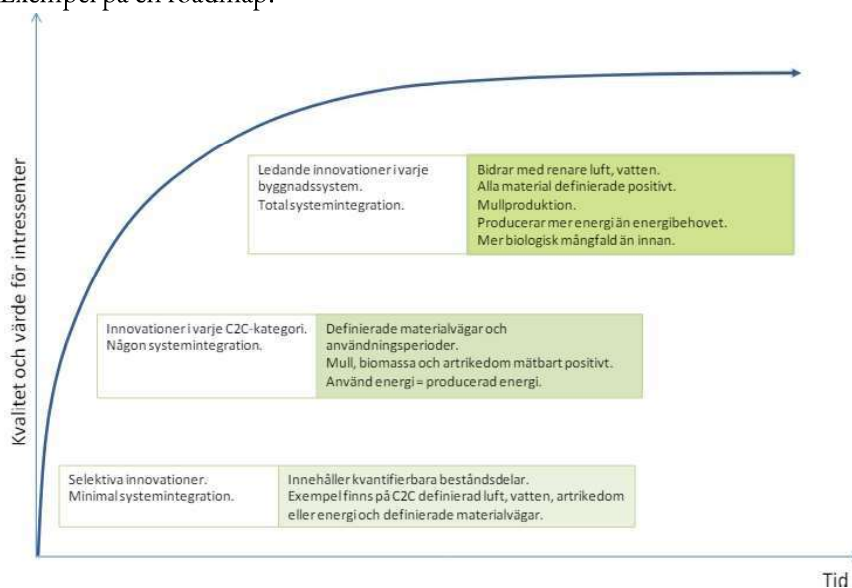 Exempel på en roadmap:
Kvalitet och värde för intressenter
Ledande innovationer i varje
byggnadssystem.
Total systemintegration.
Bidrar med renare luft, vatten.
Alla material definierade positivt.
Mullproduktion.
Producerar mer energi än energibehovet.
Mer biologisk mångfald än innan.
Innovationer i varje C2C-kategori.
Någon systemintegration.
Definierade materialvägar och
användningsperioder.
Mull, biomassa och artrikedom mätbart positivt.
Använd energi = producerad energi.
Selektiva innovationer.
Minimal systemintegration.
Innehåller kvantifierbara beståndsdelar.
Exempel finns på C2C definierad luft, vatten, artrikedom
eller energi och definierade materialvägar.
Tid